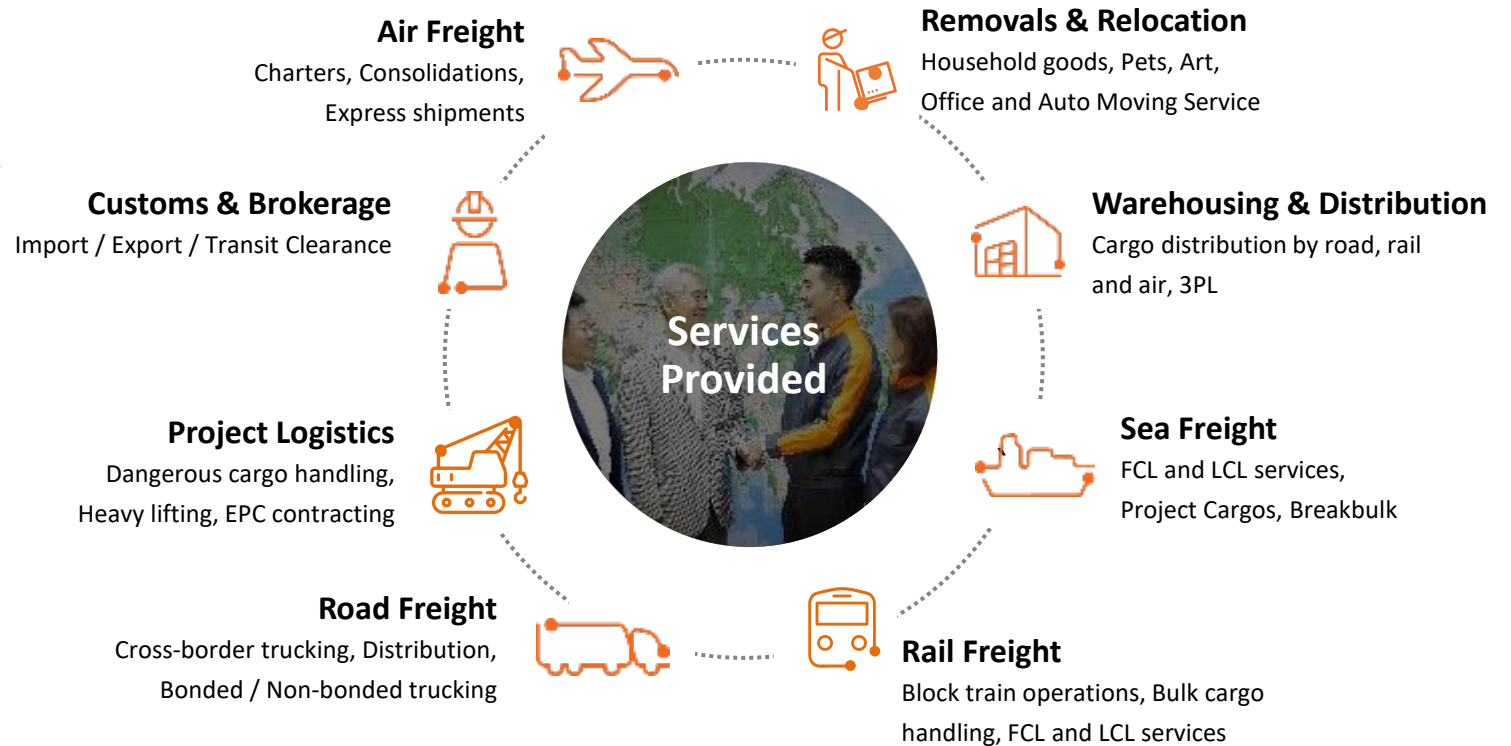 Air Freight
Charters, Consolidations,
Express shipments
Removals & Relocation
Household goods, Pets, Art,
Office and Auto Moving Service
Customs & Brokerage
Import / Export / Transit Clearance
Warehousing & Distribution
Cargo distribution by road, rail
and air, 3PL
Services
Provided
Project Logistics
Dangerous cargo handling,
Heavy lifting, EPC contracting
Sea Freight
FCL and LCL services,
Project Cargos, Breakbulk
Road Freight
Cross-border trucking, Distribution,
Bonded / Non-bonded trucking
Rail Freight
Block train operations, Bulk cargo
handling, FCL and LCL services